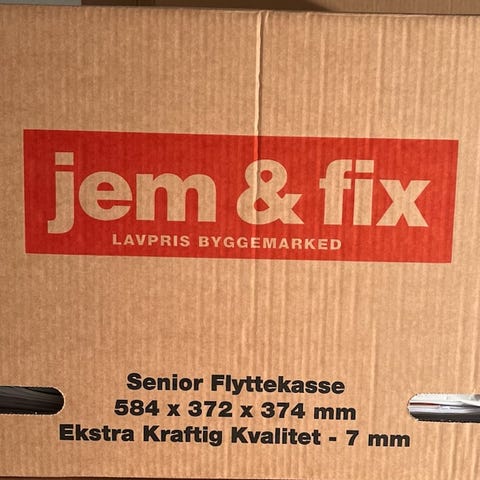 jem & fix
LAVPRIS BYGGEMARKED
Senior Flyttekasse
584 x 372 x 374 mm
Ekstra Kraftig Kvalitet - 7 mm